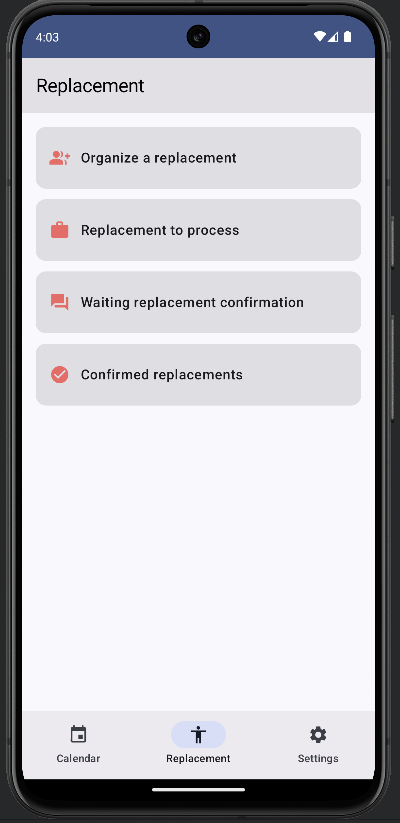 4:03
Replacement
Organize a replacement
Replacement to process
Waiting replacement confirmation
Confirmed replacements
Calendar
Replacement
Settings